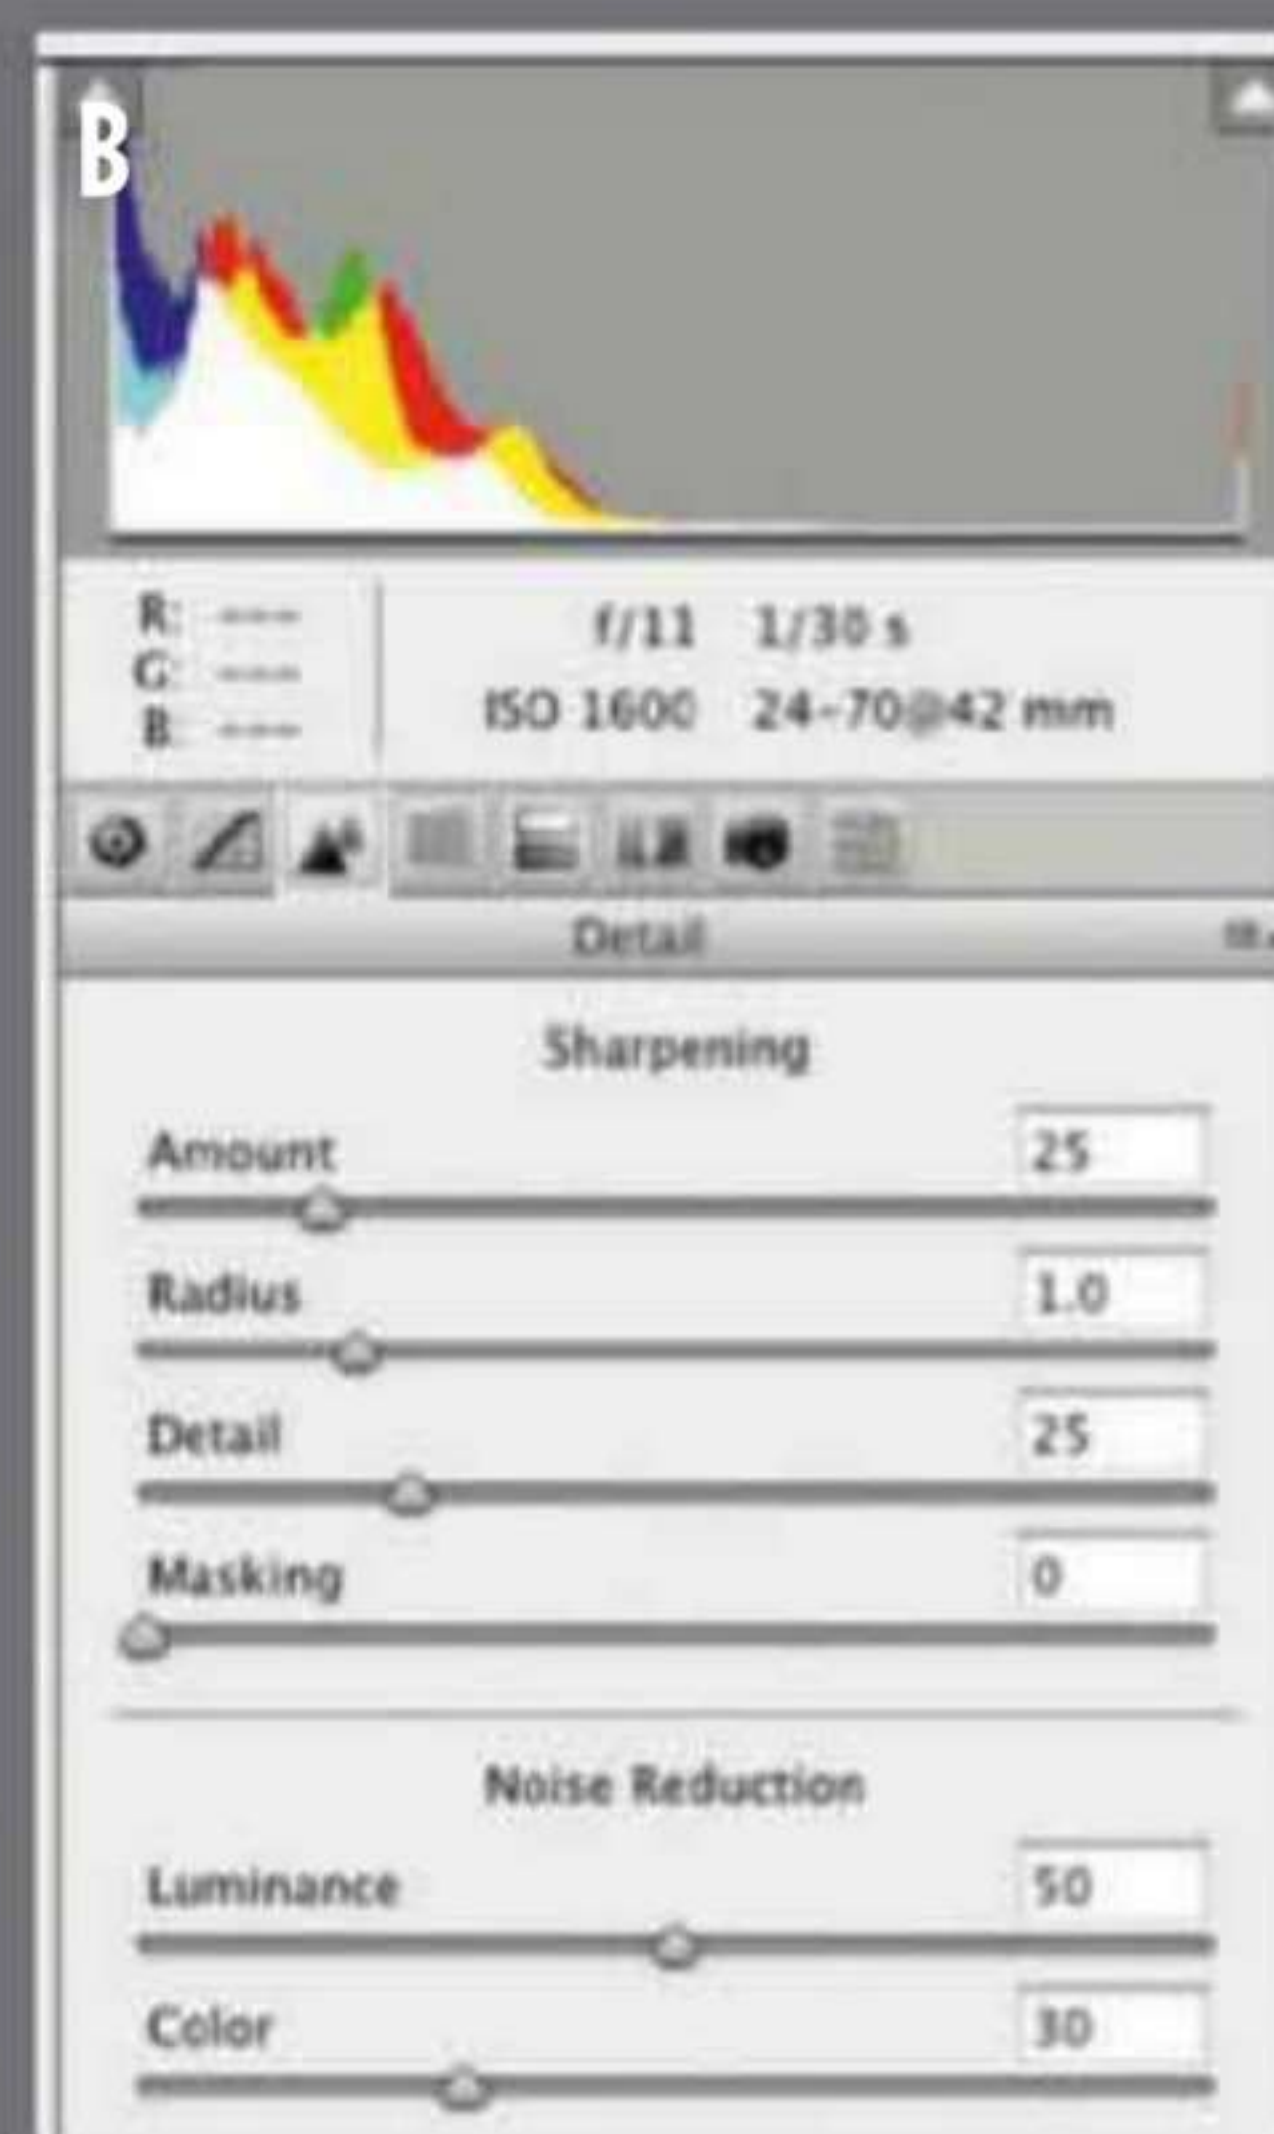 B
R: ---
G: ---
B: ---
f/11 1/30 s
ISO 1600 24-70@42 mm
Detail
Sharpening
Amount 25
Radius 1.0
Detail 25
Masking 0
Noise Reduction
Luminance 50
Color 30